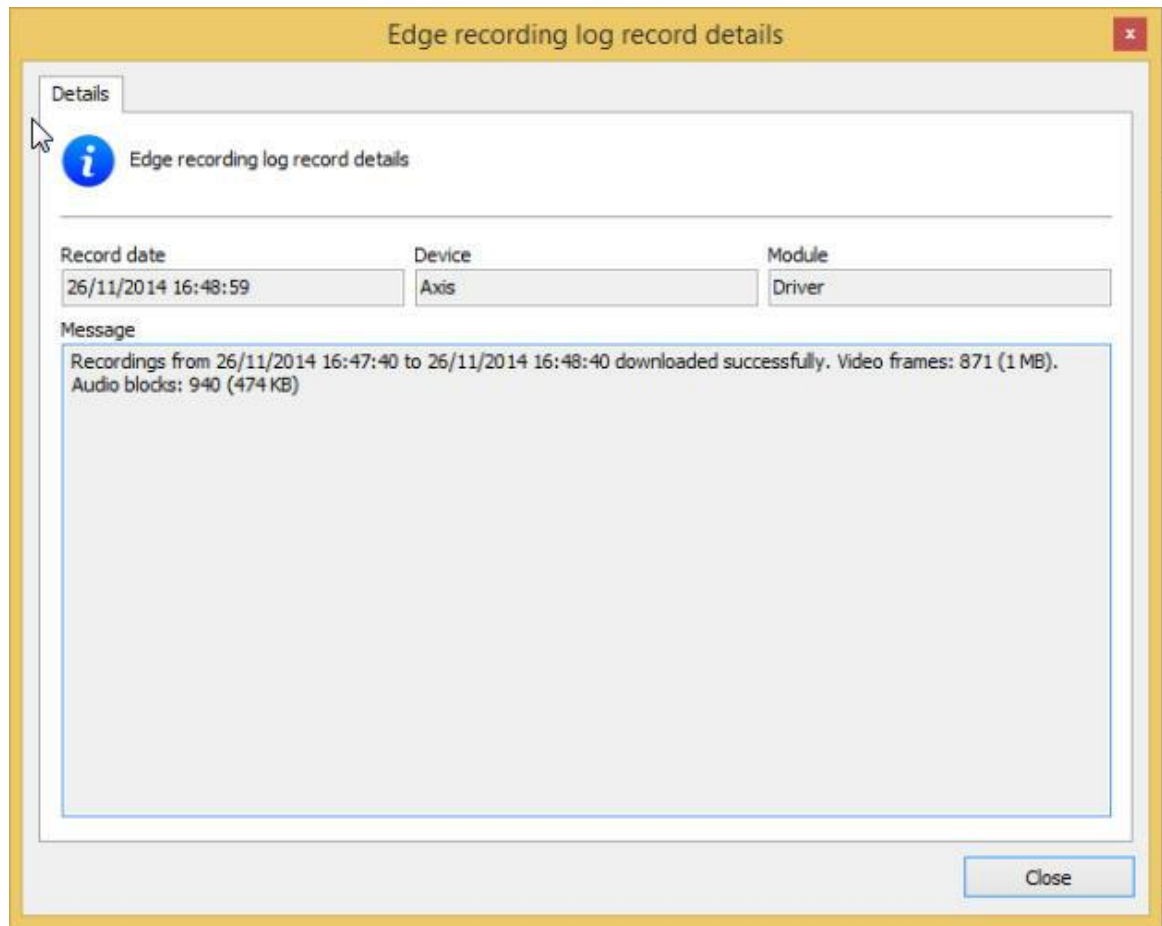 Edge recording log record details
x
Details
i
Edge recording log record details
Record date
Device
Module
26/11/2014 16:48:59
Axis
Driver
Message
Recordings from 26/11/2014 16:47:40 to 26/11/2014 16:48:40 downloaded successfully. Video frames: 871 (1 MB).
Audio blocks: 940 (474 KB)
Close